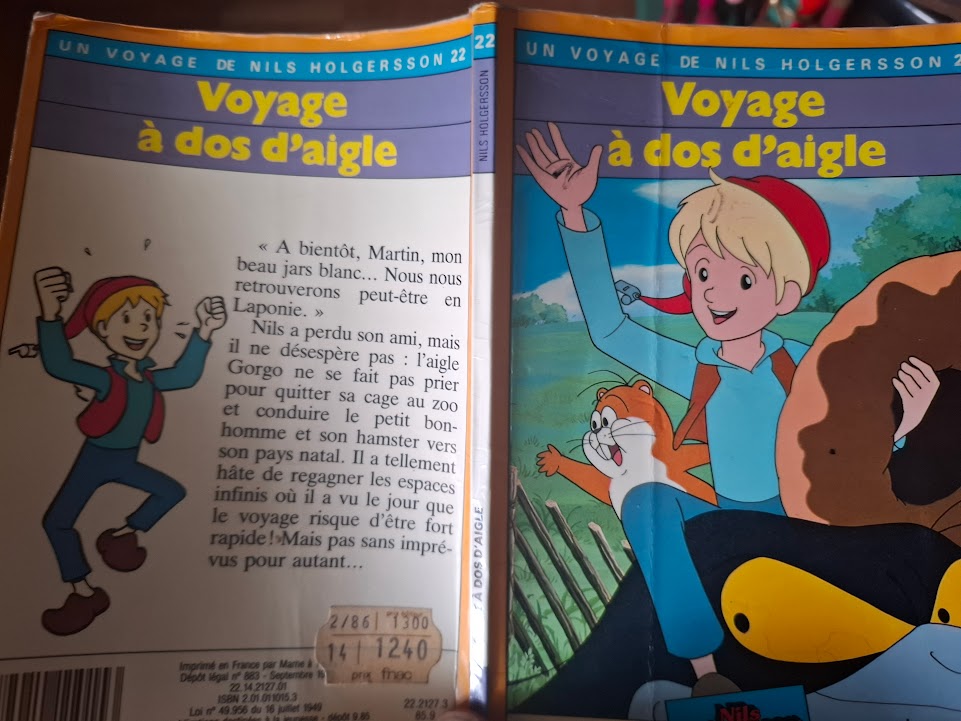 UN VOYAGE DE NILS HOLGERSSON 22
Voyage
à dos d'aigle
« A bientôt, Martin, mon
beau jars blanc... Nous nous
retrouverons peut-être en
Laponie. »
Nils a perdu son ami, mais
il ne désespère pas : l'aigle
Gorgo ne se fait pas prier
pour quitter sa cage au zoo
et conduire le petit bon-
homme et son hamster vers
son pays natal. Il a tellement
hâte de regagner les espaces
infinis où il a vu le jour que
le voyage risque d'être fort
rapide! Mais pas sans impré-
vus pour autant...
2/86 1300
14 1240
prix fnac
Imprimé en France par Mame à
Dépôt légal n° 883 - Septembre
22.14.2127.01
ISBN 2.01.011015.3
Loi n° 49.956 du 16 juillet 1949
22.2127.3
85.9
22
NILS HOLGERSSON
À DOS D'AIGLE
UN VOYAGE DE NILS HOLGERSSON
Voyage
à dos d'aigle
Nils